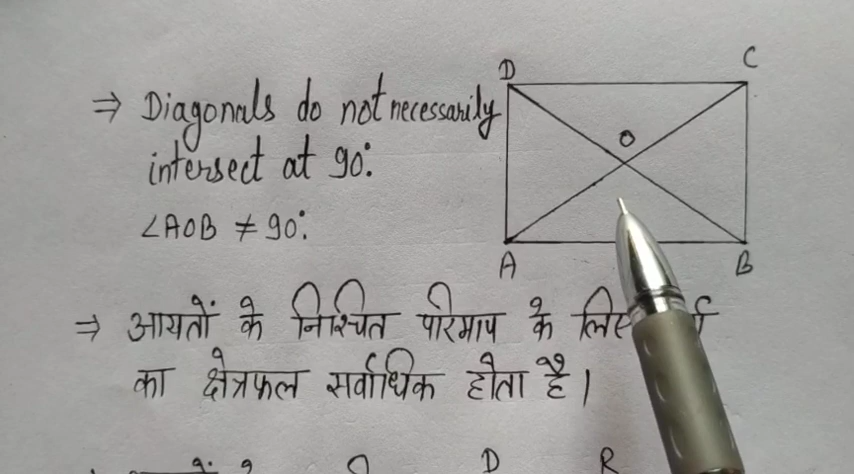 ⇒ Diagonals do not necessarily
intersect at 90°.
∠AOB ≠ 90°.
D C
O
A B
⇒ आयतों के निश्चित परिमाप के लिए
का क्षेत्रफल सर्वाधिक होता है।
D R